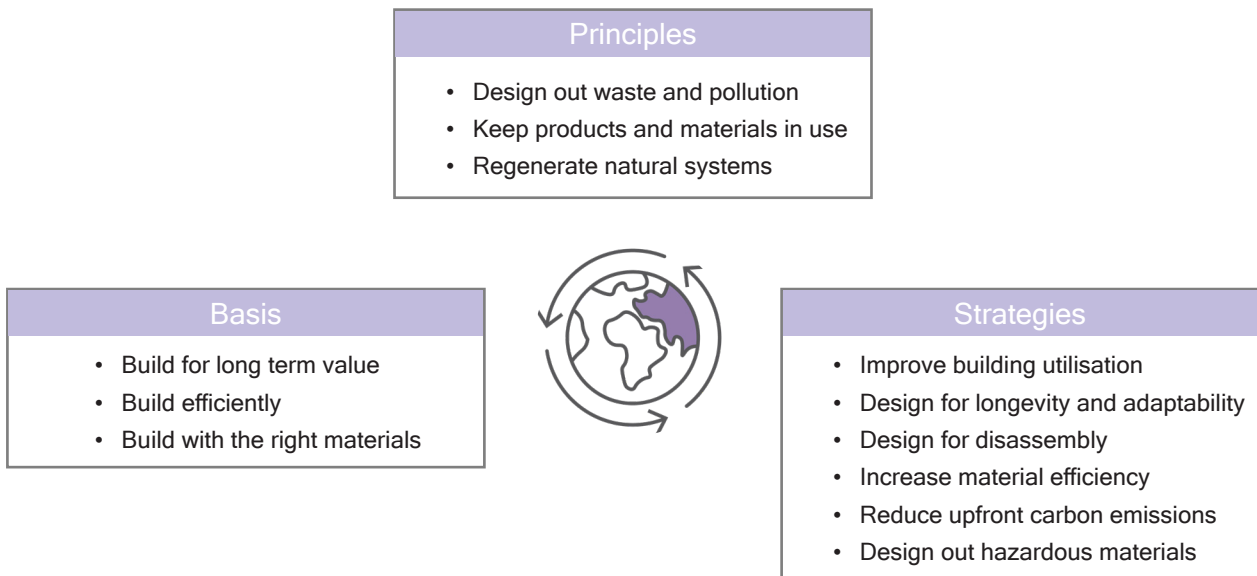 Principles
• Design out waste and pollution
• Keep products and materials in use
• Regenerate natural systems
Basis
• Build for long term value
• Build efficiently
• Build with the right materials
Strategies
• Improve building utilisation
• Design for longevity and adaptability
• Design for disassembly
• Increase material efficiency
• Reduce upfront carbon emissions
• Design out hazardous materials